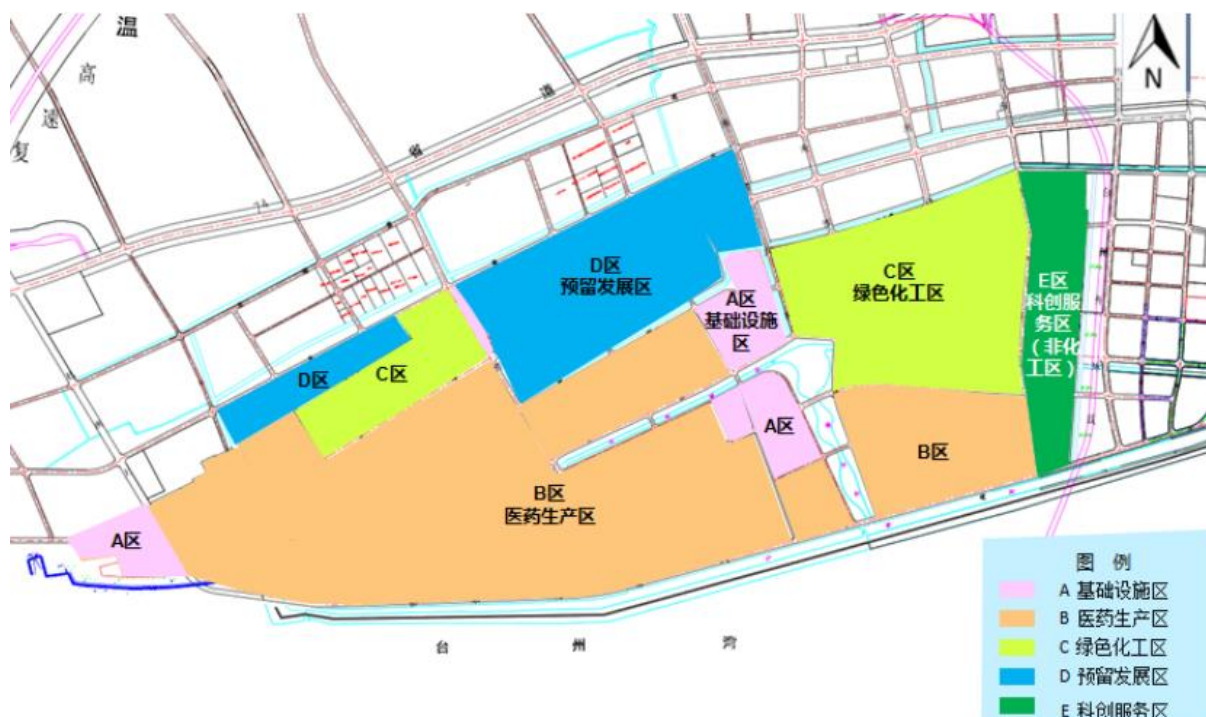 温
高
速
复
省
道
74
N
D区
预留发展区
A区
基础设施
区
C区
绿色化工区
E区
科创服
务区
（非化
工区）
D区
C区
A区
B区
B区
医药生产区
A区
台 州 湾
图 例
A 基础设施区
B 医药生产区
C 绿色化工区
D 预留发展区
E 科创服务区